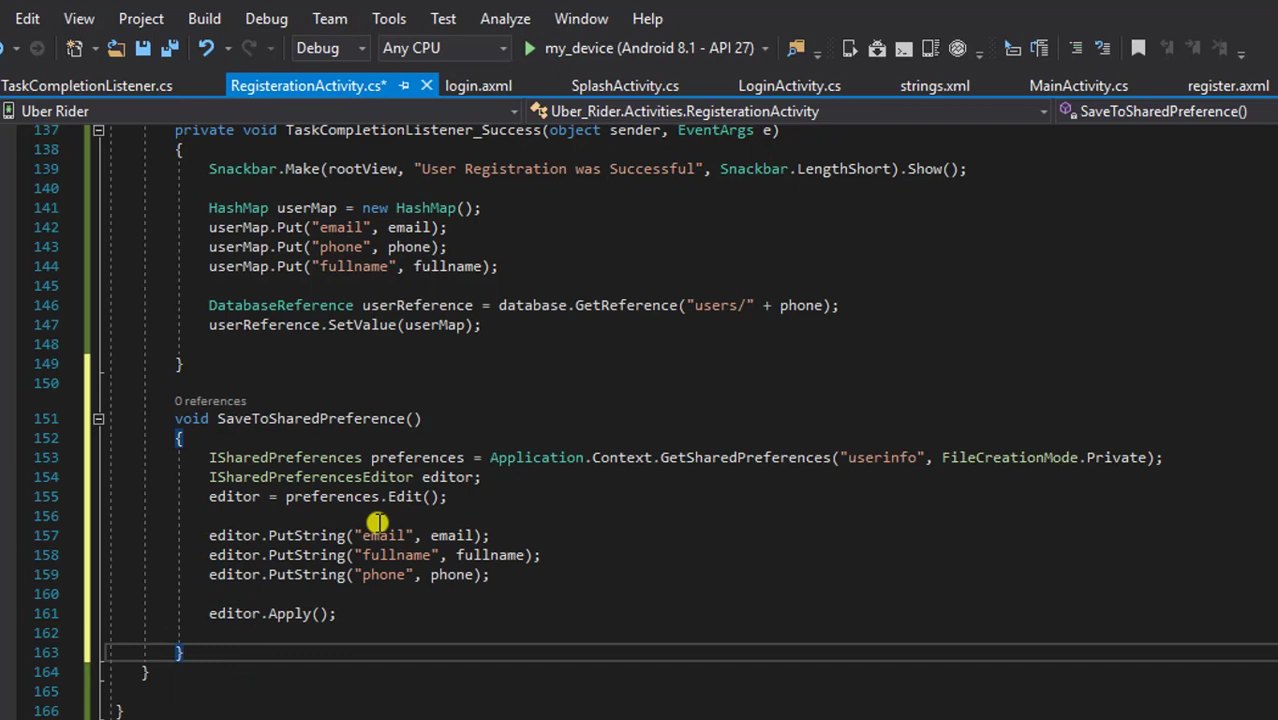 Edit View Project Build Debug Team Tools Test Analyze Window Help
Debug Any CPU my_device (Android 8.1 - API 27)
TaskCompletionListener.cs RegisterationActivity.cs* login.axml SplashActivity.cs LoginActivity.cs strings.xml MainActivity.cs register.axml
Uber Rider Uber_Rider.Activities.RegisterationActivity SaveToSharedPreference()
137 private void TaskCompletionListener_Success(object sender, EventArgs e)
138 {
139 Snackbar.Make(rootView, "User Registration was Successful", Snackbar.LengthShort).Show();
140
141 HashMap userMap = new HashMap();
142 userMap.Put("email", email);
143 userMap.Put("phone", phone);
144 userMap.Put("fullname", fullname);
145
146 DatabaseReference userReference = database.GetReference("users/" + phone);
147 userReference.SetValue(userMap);
148
149 }
150
0 references
151 void SaveToSharedPreference()
152 {
153 ISharedPreferences preferences = Application.Context.GetSharedPreferences("userinfo", FileCreationMode.Private);
154 ISharedPreferencesEditor editor;
155 editor = preferences.Edit();
156
157 editor.PutString("email", email);
158 editor.PutString("fullname", fullname);
159 editor.PutString("phone", phone);
160
161 editor.Apply();
162
163 }
164 }
165
166 }